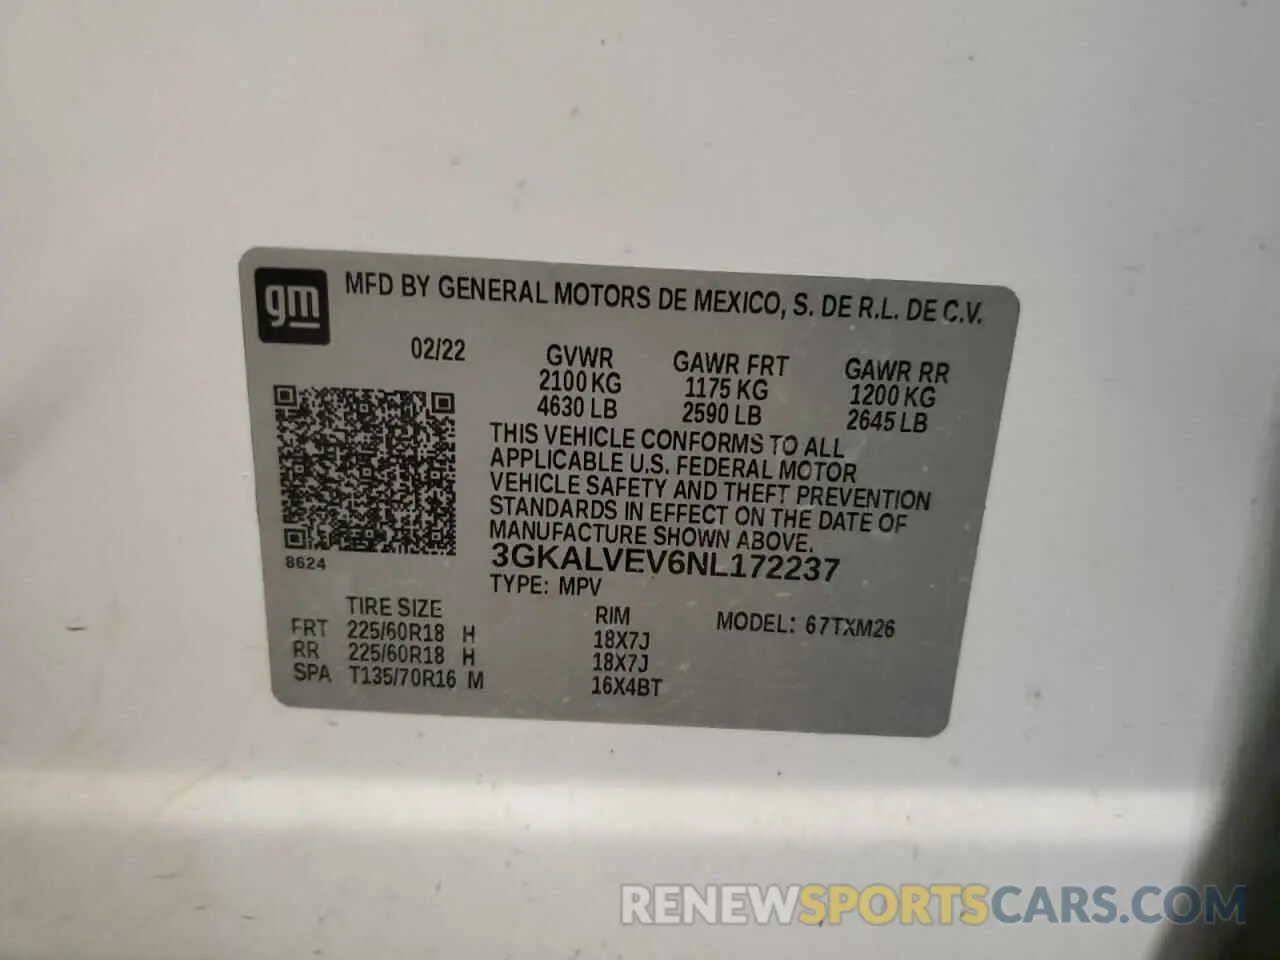 gm
MFD BY GENERAL MOTORS DE MEXICO, S. DE R.L. DE C.V.
02/22 GVWR GAWR FRT GAWR RR
2100 KG 1175 KG 1200 KG
4630 LB 2590 LB 2645 LB
THIS VEHICLE CONFORMS TO ALL
APPLICABLE U.S. FEDERAL MOTOR
VEHICLE SAFETY AND THEFT PREVENTION
STANDARDS IN EFFECT ON THE DATE OF
MANUFACTURE SHOWN ABOVE.
8624
3GKALVEV6NL172237
TYPE: MPV
TIRE SIZE RIM MODEL: 67TXM26
FRT 225/60R18 H 18X7J
RR 225/60R18 H 18X7J
SPA T135/70R16 M 16X4BT
RENEWSPORTSCARS.COM